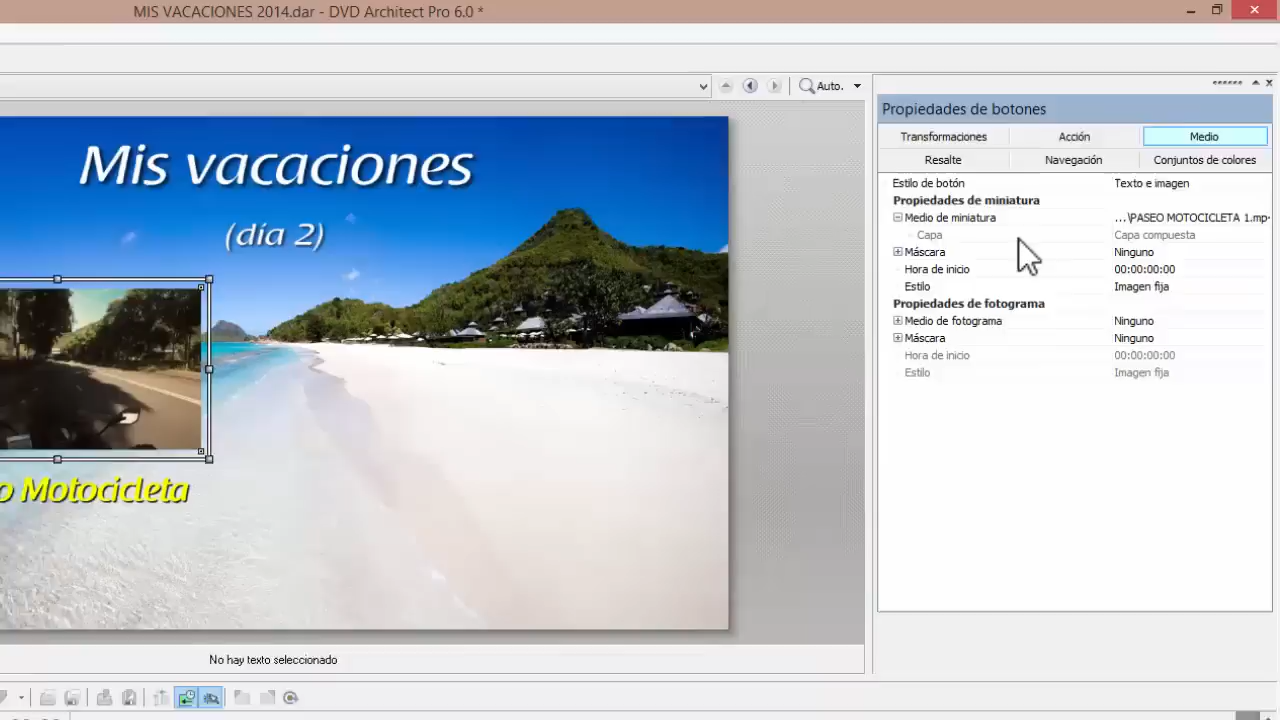 MIS VACACIONES 2014.dar - DVD Architect Pro 6.0 *
Auto.
Propiedades de botones
Transformaciones Acción Medio
Resalte Navegación Conjuntos de colores
Estilo de botón Texto e imagen
Propiedades de miniatura
Medio de miniatura ...\PASEO MOTOCICLETA 1.mp
Capa Capa compuesta
Máscara Ninguno
Hora de inicio 00:00:00:00
Estilo Imagen fija
Propiedades de fotograma
Medio de fotograma Ninguno
Máscara Ninguno
Hora de inicio 00:00:00:00
Estilo Imagen fija
Mis vacaciones
(día 2)
o Motocicleta
No hay texto seleccionado